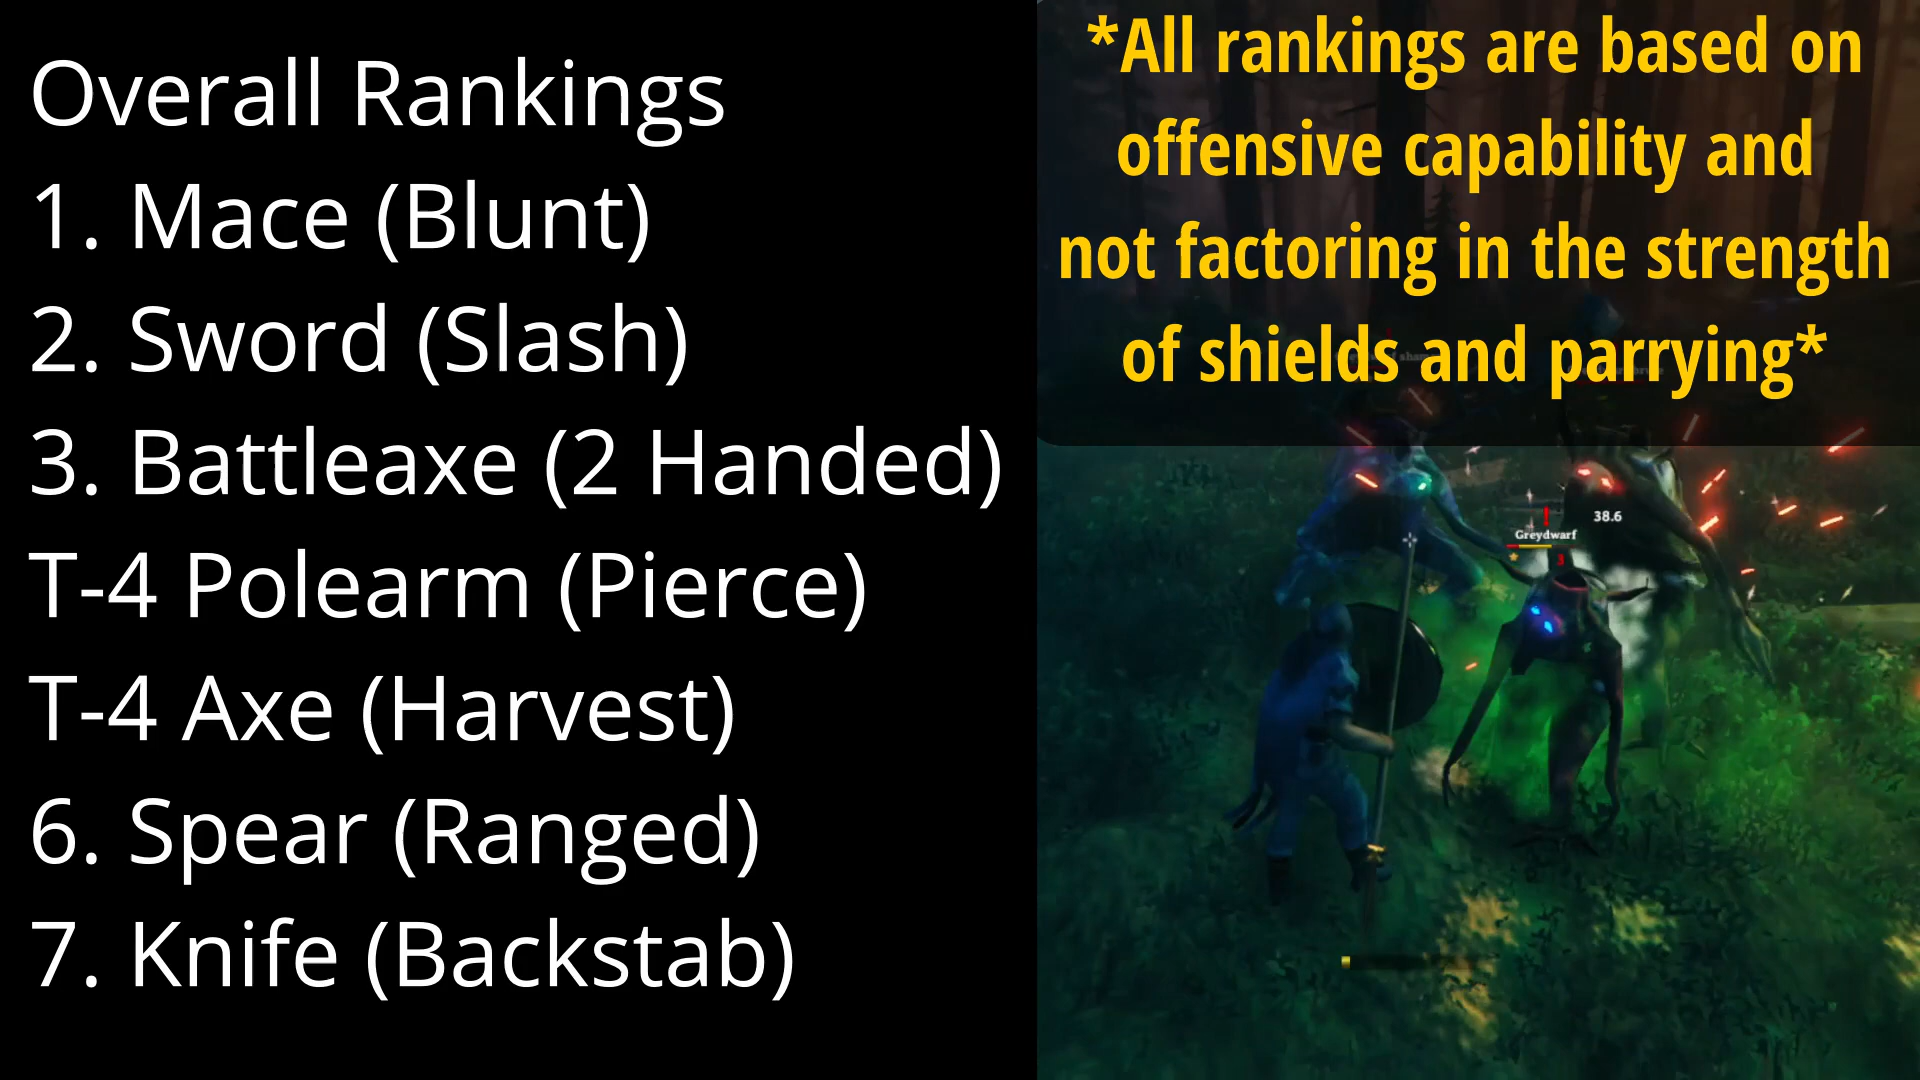 Overall Rankings
1. Mace (Blunt)
2. Sword (Slash)
3. Battleaxe (2 Handed)
T-4 Polearm (Pierce)
T-4 Axe (Harvest)
6. Spear (Ranged)
7. Knife (Backstab)
*All rankings are based on
offensive capability and
not factoring in the strength
of shields and parrying*
38.6
Greydwarf
3